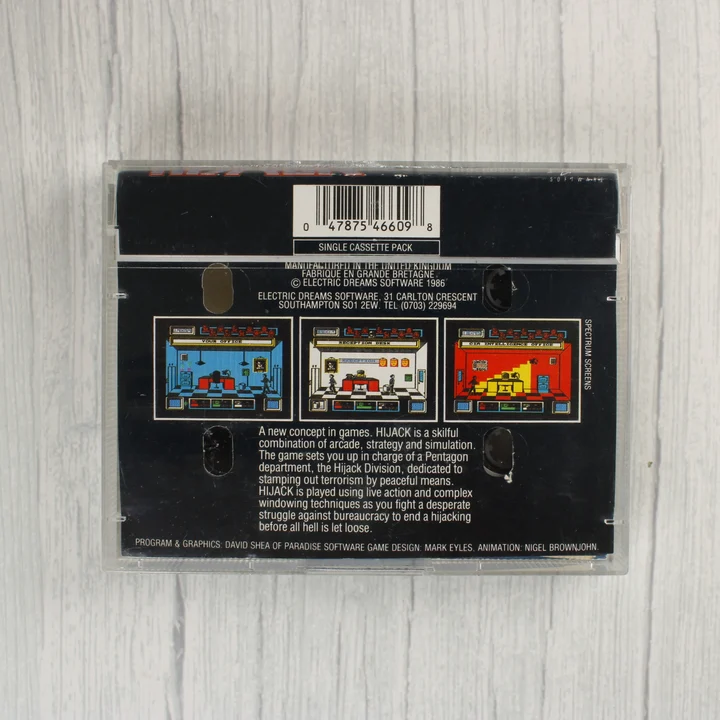 SOFTWARE
0 47875 46609 8
SINGLE CASSETTE PACK
MANUFACTURED IN THE UNITED KINGDOM
FABRIQUE EN GRANDE BRETAGNE
© ELECTRIC DREAMS SOFTWARE 1986
ELECTRIC DREAMS SOFTWARE, 31 CARLTON CRESCENT
SOUTHAMPTON SO1 2EW. TEL (0703) 229694
YOUR OFFICE
RECEPTION DESK
CIA INTELLIGENCE OFFICE
SPECTRUM SCREENS
A new concept in games. HIJACK is a skilful
combination of arcade, strategy and simulation.
The game sets you up in charge of a Pentagon
department, the Hijack Division, dedicated to
stamping out terrorism by peaceful means.
HIJACK is played using live action and complex
windowing techniques as you fight a desperate
struggle against bureaucracy to end a hijacking
before all hell is let loose.
PROGRAM & GRAPHICS: DAVID SHEA OF PARADISE SOFTWARE GAME DESIGN: MARK EYLES. ANIMATION: NIGEL BROWNJOHN.